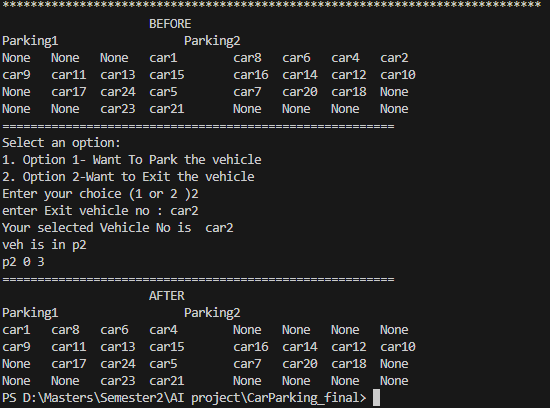 *****************************************************************************
BEFORE
Parking1 Parking2
None None None car1 car8 car6 car4 car2
car9 car11 car13 car15 car16 car14 car12 car10
None car17 car24 car5 car7 car20 car18 None
None None car23 car21 None None None None
========================================================
Select an option:
1. Option 1- Want To Park the vehicle
2. Option 2-Want to Exit the vehicle
Enter your choice (1 or 2 )2
enter Exit vehicle no : car2
Your selected Vehicle No is  car2
veh is in p2
p2 0 3
========================================================
AFTER
Parking1 Parking2
car1 car8 car6 car4 None None None None
car9 car11 car13 car15 car16 car14 car12 car10
None car17 car24 car5 car7 car20 car18 None
None None car23 car21 None None None None
PS D:\Masters\Semester2\AI project\CarParking_final>